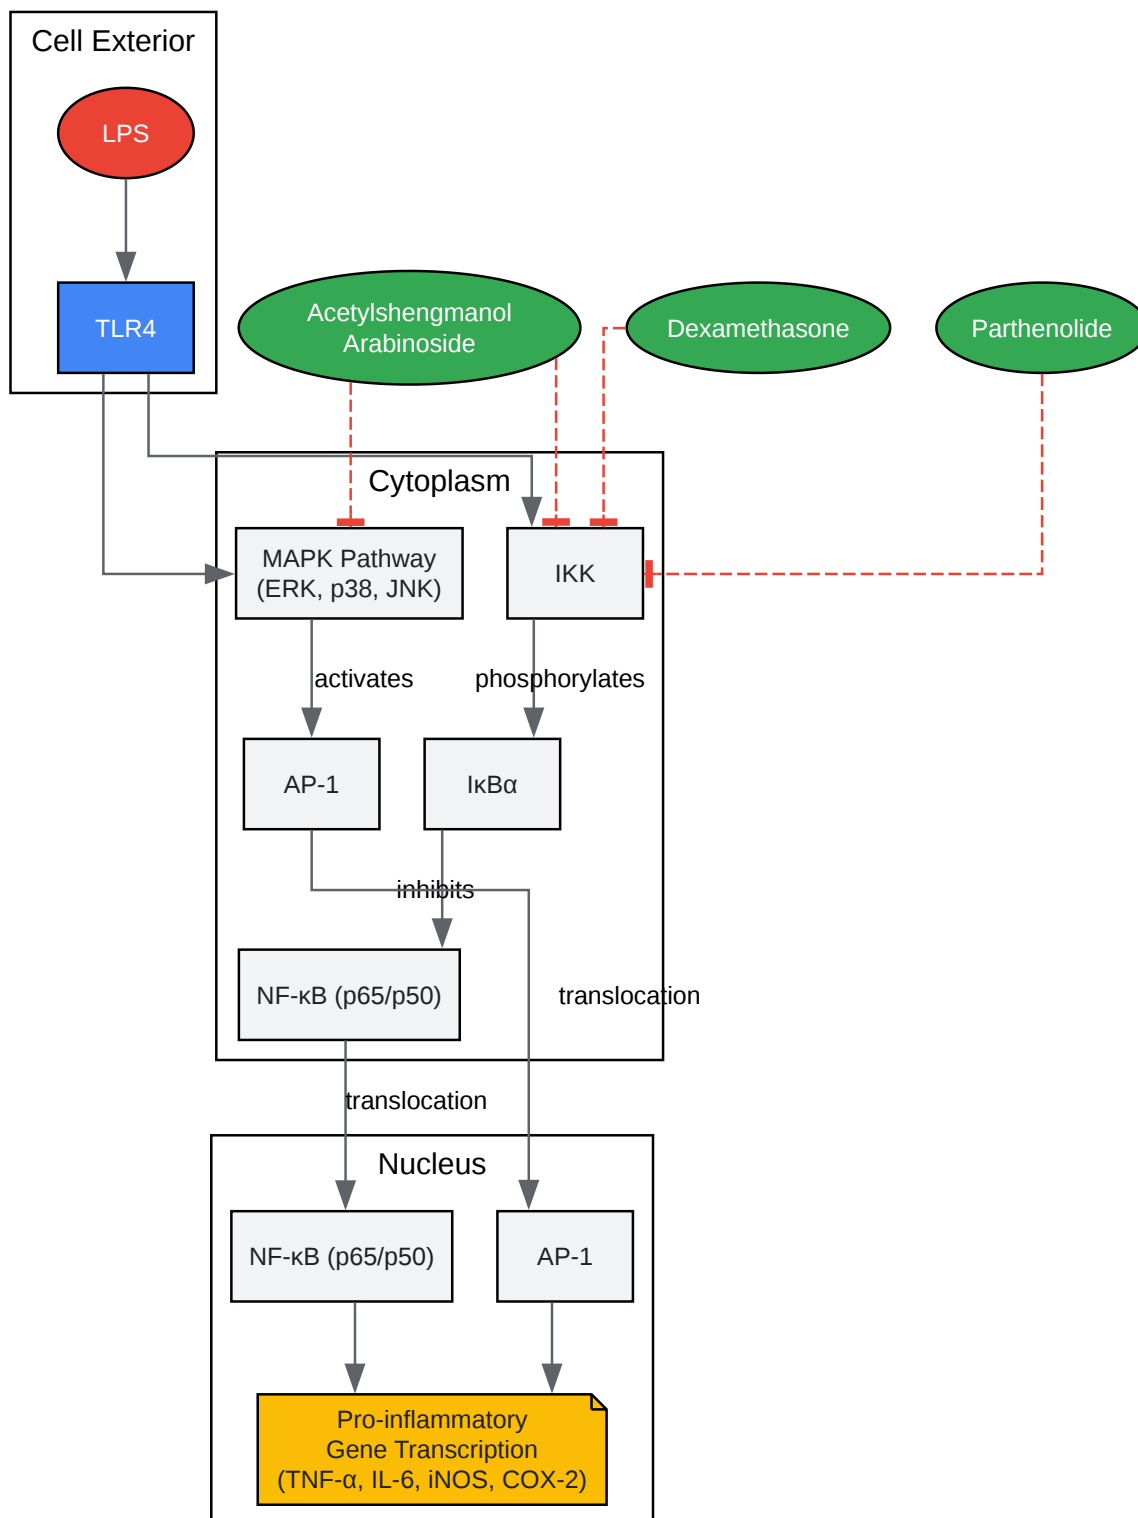 Cell Exterior
LPS
TLR4
Acetylshengmanol
Arabinoside
Dexamethasone
Parthenolide
Cytoplasm
MAPK Pathway
(ERK, p38, JNK)
IKK
activates
phosphorylates
AP-1
IκBα
inhibits
NF-κB (p65/p50)
translocation
translocation
Nucleus
NF-κB (p65/p50)
AP-1
Pro-inflammatory
Gene Transcription
(TNF-α, IL-6, iNOS, COX-2)